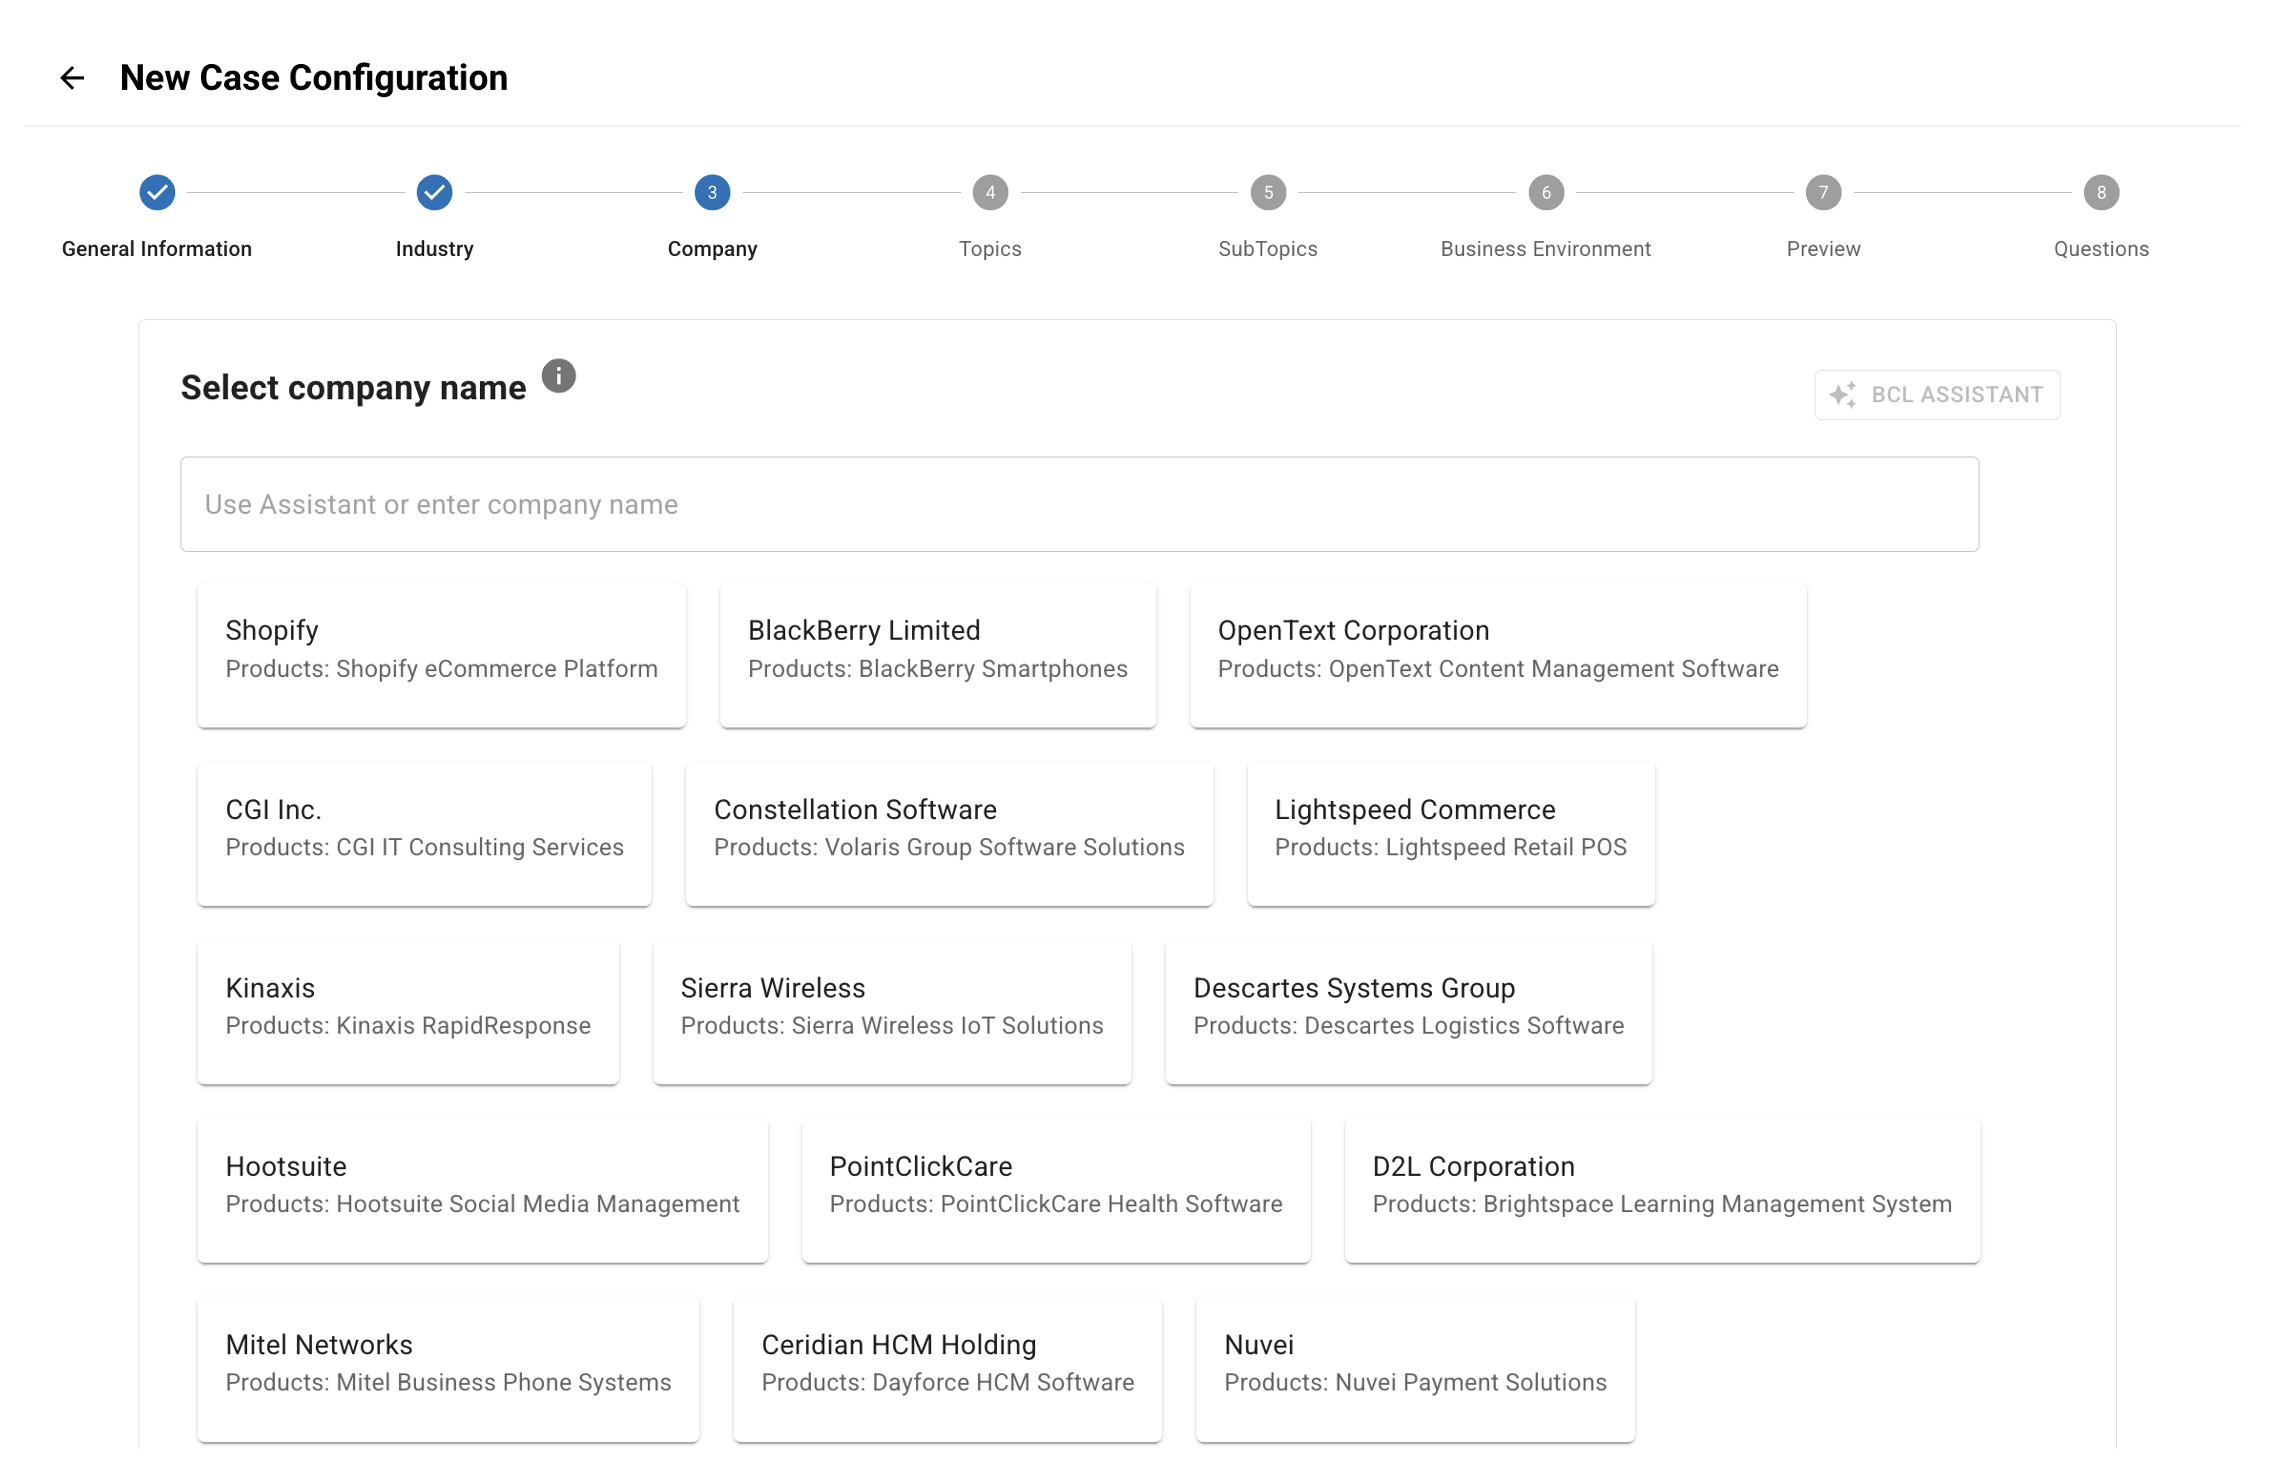 New Case Configuration
3 4 5 6 7 8
General Information Industry Company Topics SubTopics Business Environment Preview Questions
Select company name
BCL ASSISTANT
Use Assistant or enter company name
Shopify
Products: Shopify eCommerce Platform
BlackBerry Limited
Products: BlackBerry Smartphones
OpenText Corporation
Products: OpenText Content Management Software
CGI Inc.
Products: CGI IT Consulting Services
Constellation Software
Products: Volaris Group Software Solutions
Lightspeed Commerce
Products: Lightspeed Retail POS
Kinaxis
Products: Kinaxis RapidResponse
Sierra Wireless
Products: Sierra Wireless IoT Solutions
Descartes Systems Group
Products: Descartes Logistics Software
Hootsuite
Products: Hootsuite Social Media Management
PointClickCare
Products: PointClickCare Health Software
D2L Corporation
Products: Brightspace Learning Management System
Mitel Networks
Products: Mitel Business Phone Systems
Ceridian HCM Holding
Products: Dayforce HCM Software
Nuvei
Products: Nuvei Payment Solutions